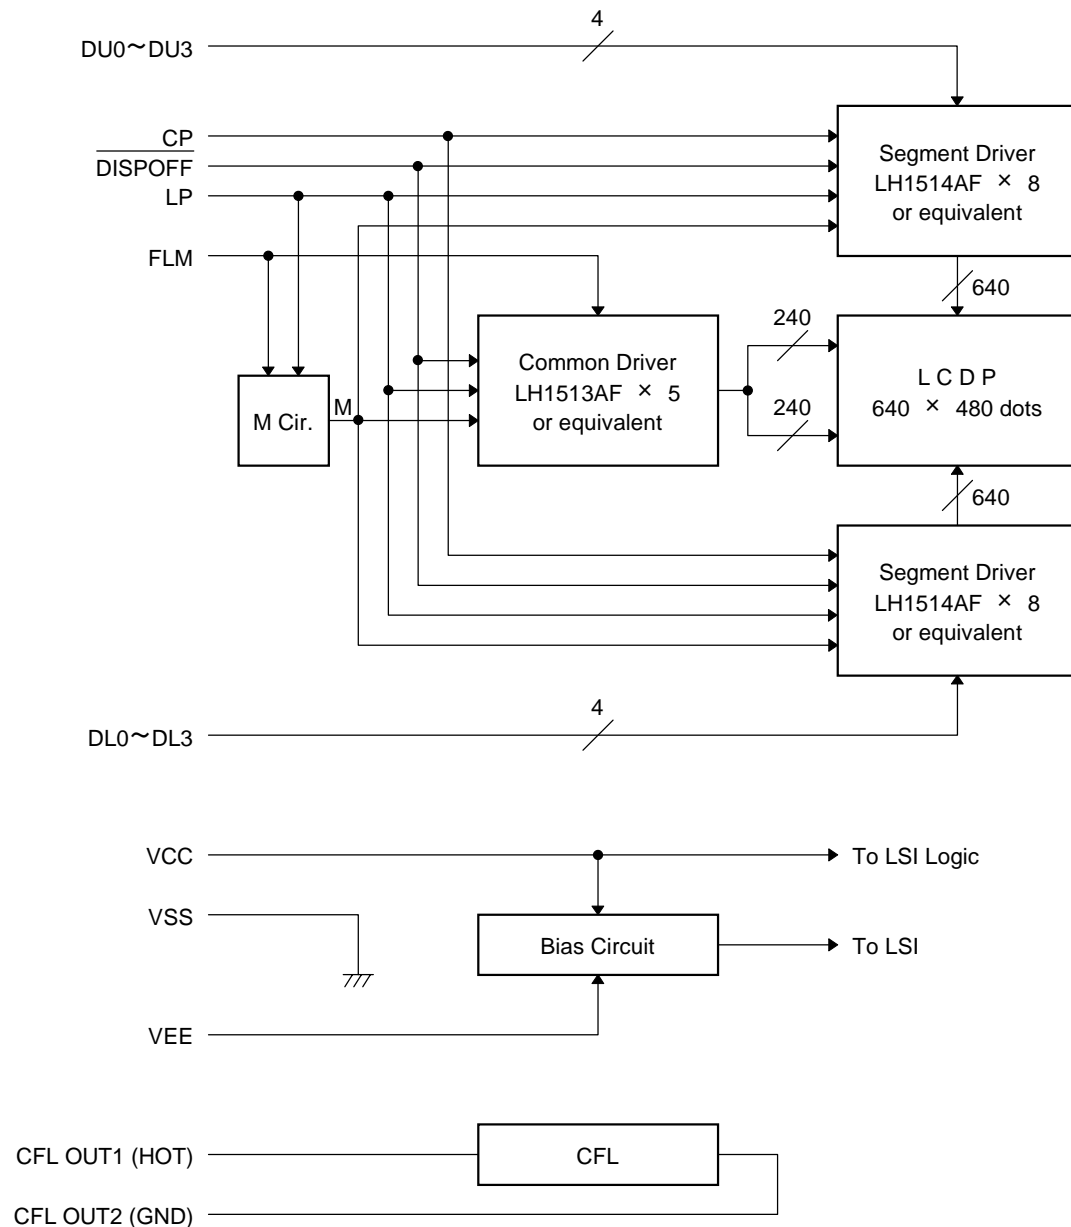 4
DU0~DU3
CP
DISPOFF
LP
FLM
Segment Driver
LH1514AF × 8
or equivalent
640
240
Common Driver
LH1513AF × 5
or equivalent
L C D P
640 × 480 dots
M Cir.
M
240
640
Segment Driver
LH1514AF × 8
or equivalent
4
DL0~DL3
VCC
To LSI Logic
VSS
Bias Circuit
To LSI
VEE
CFL OUT1 (HOT)
CFL
CFL OUT2 (GND)